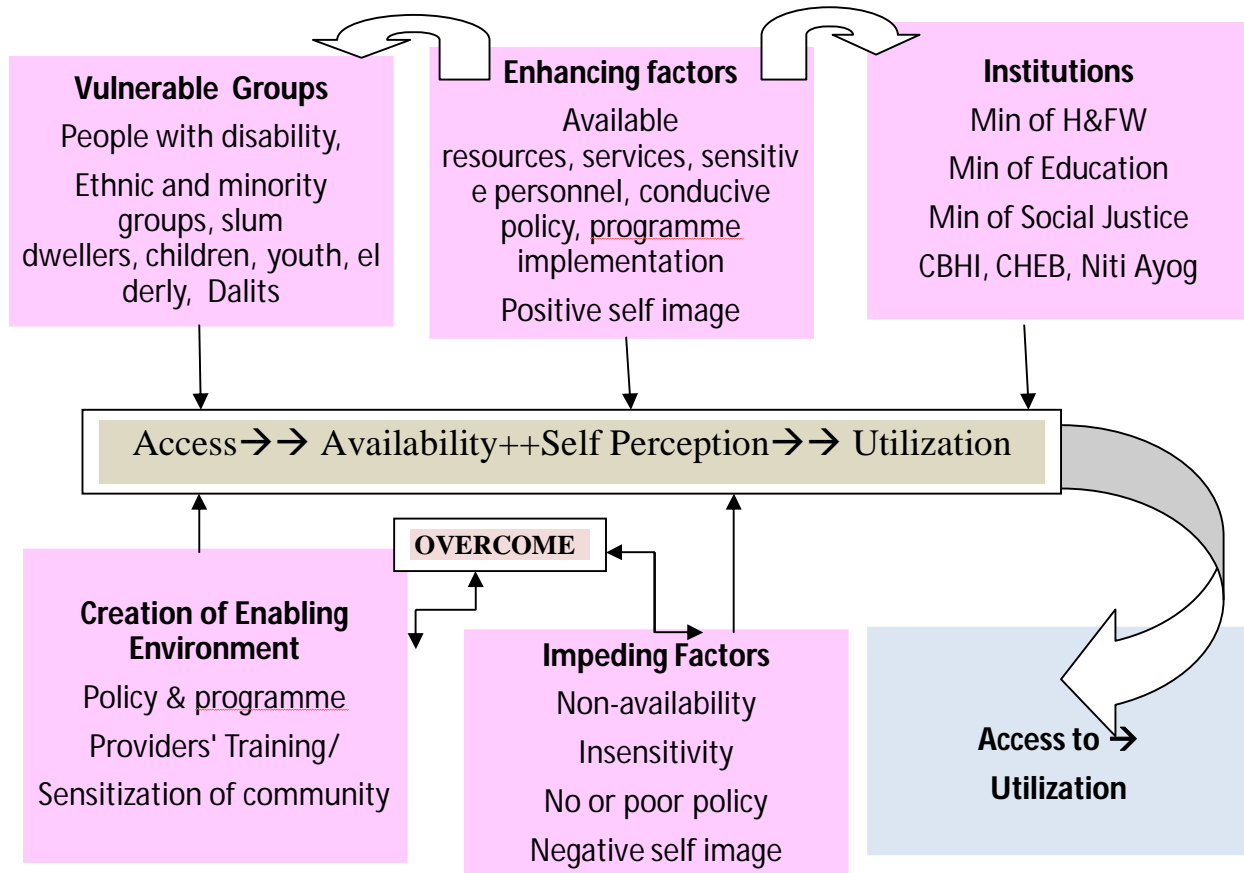 Vulnerable Groups
People with disability,
Ethnic and minority
groups, slum
dwellers, children, youth, el
derly, Dalits
Enhancing factors
Available
resources, services, sensitiv
e personnel, conducive
policy, programme
implementation
Positive self image
Institutions
Min of H&FW
Min of Education
Min of Social Justice
CBHI, CHEB, Niti Ayog
Access→→ Availability++Self Perception→→ Utilization
OVERCOME
Creation of Enabling
Environment
Policy & programme
Providers' Training/
Sensitization of community
Impeding Factors
Non-availability
Insensitivity
No or poor policy
Negative self image
Access to →
Utilization